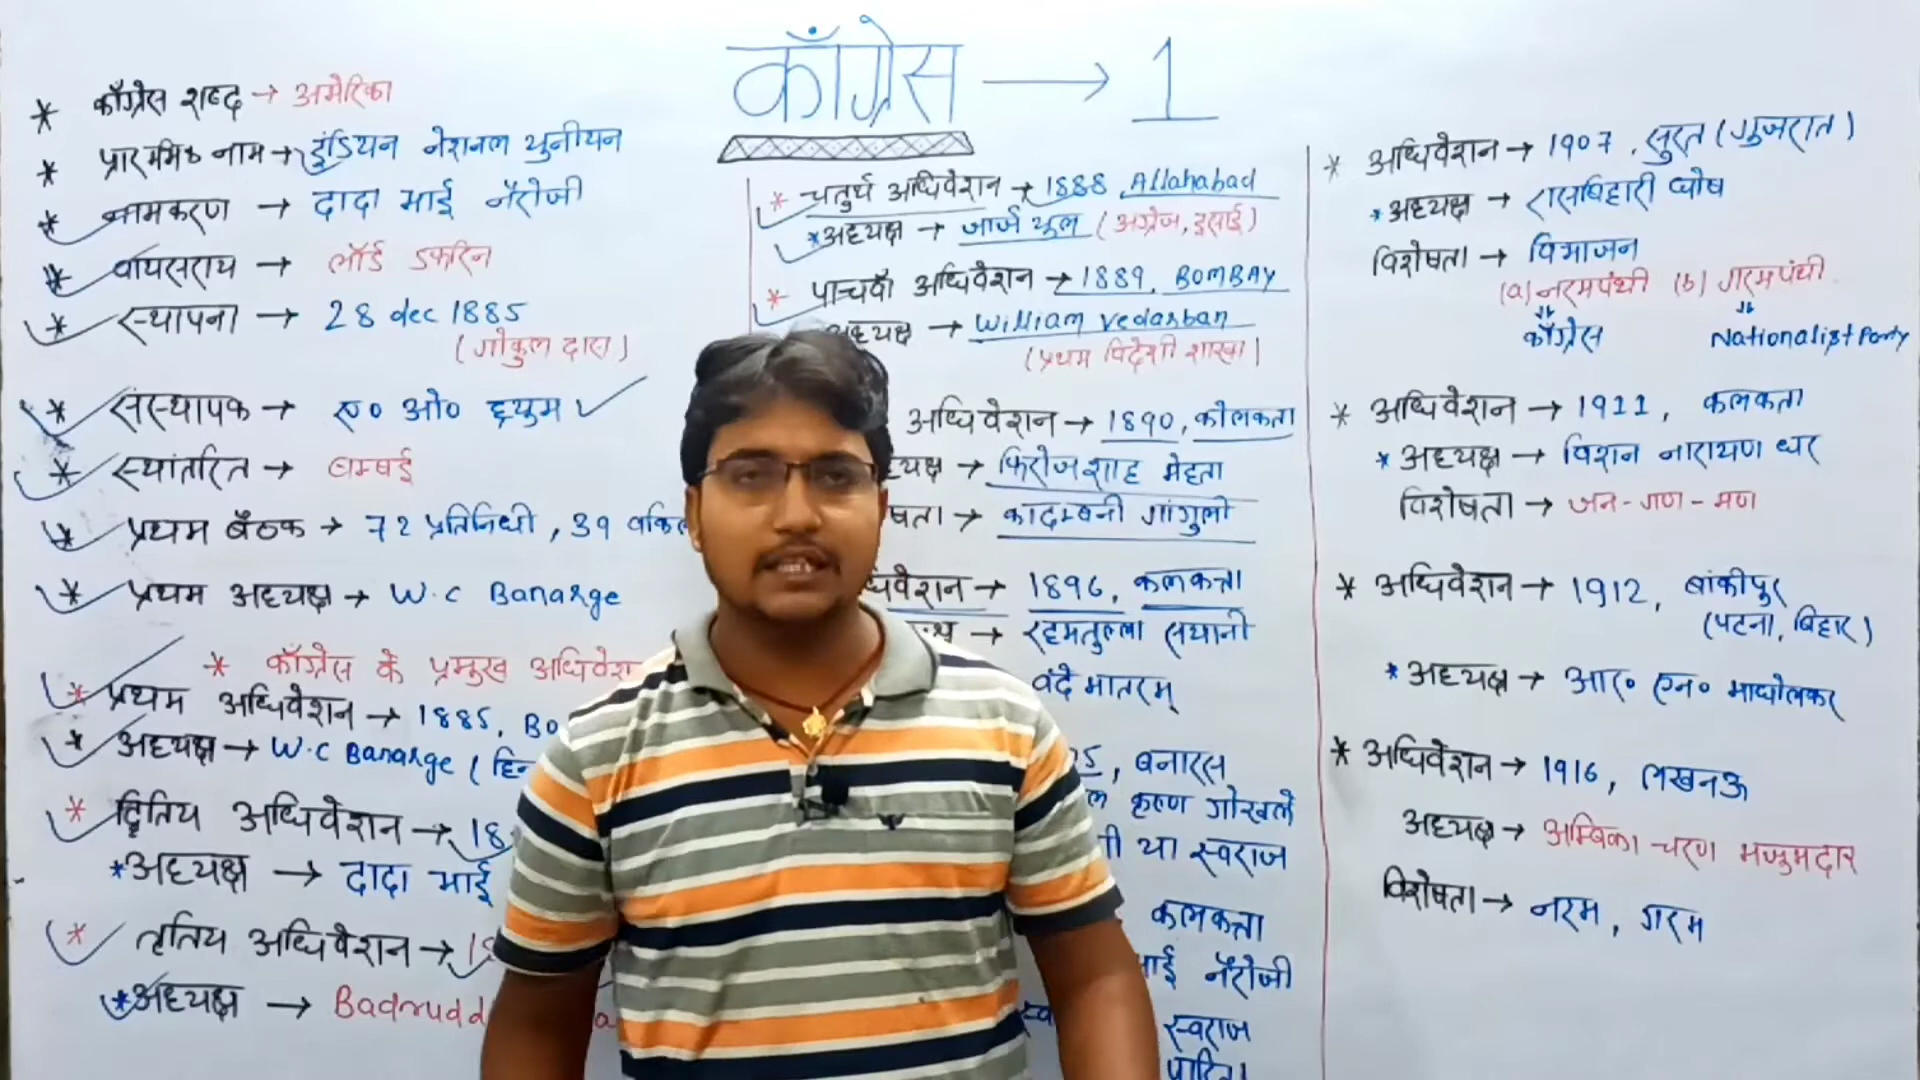 काँग्रेस → 1
* काँग्रेस शब्द → अमेरिका
* प्रारम्भिक नाम → इंडियन नेशनल युनीयन
* नामकरण → दादा भाई नैरोजी
* वायसराय → लॉर्ड डफरिन
* स्थापना → 28 dec 1885
(गोकुल दास)
* संस्थापक → ए० ओ० ह्युम
* स्थांतरित → बम्बई
* प्रथम बैठक → 72 प्रतिनिधी, 39 वकिल
* प्रथम अध्यक्ष → W.C Banarge
* काँग्रेस के प्रमुख अधिवेश
* प्रथम अधिवेशन → 1885, Bo
* अध्यक्ष → W.C Banarge (हिन
* द्वितिय अधिवेशन → 18
* अध्यक्ष → दादा भाई
* तृतिय अधिवेशन → 18
* अध्यक्ष → Badrudd
* चतुर्थ अधिवेशन → 1888, Allahabad
* अध्यक्ष → जार्ज युल (अंग्रेज, इसाई)
* पाचवाँ अधिवेशन → 1889, BOMBAY
अध्यक्ष → William Vedarban
(प्रथम विदेशी शाखा)
अधिवेशन → 1890, कोलकता
ध्यक्ष → फिरोजशाह मेहता
षता → कादम्बनी गांगुली
धिवेशन → 1896, कलकत्ता
→ रहमतुल्ला सयानी
वंदे मातरम्
05, बनारस
ल कृष्ण गोखले
ी या स्वराज
कलकत्ता
भाई नैरोजी
स्व स्वराज
पारित
* अधिवेशन → 1907, सुरत (गुजरात)
* अध्यक्ष → रासबिहारी घोष
विशेषता → विभाजन
(a) नरमपंथी (b) गरमपंथी
काँग्रेस Nationalist Party
* अधिवेशन → 1911, कलकता
* अध्यक्ष → विशन नारायण धर
विशेषता → जन-गण-मण
* अधिवेशन → 1912, बांकीपुर
(पटना, बिहार)
* अध्यक्ष → आर० एन० माधोलकर
* अधिवेशन → 1916, लखनऊ
अध्यक्ष → अम्बिका चरण मजुमदार
विशेषता → नरम, गरम